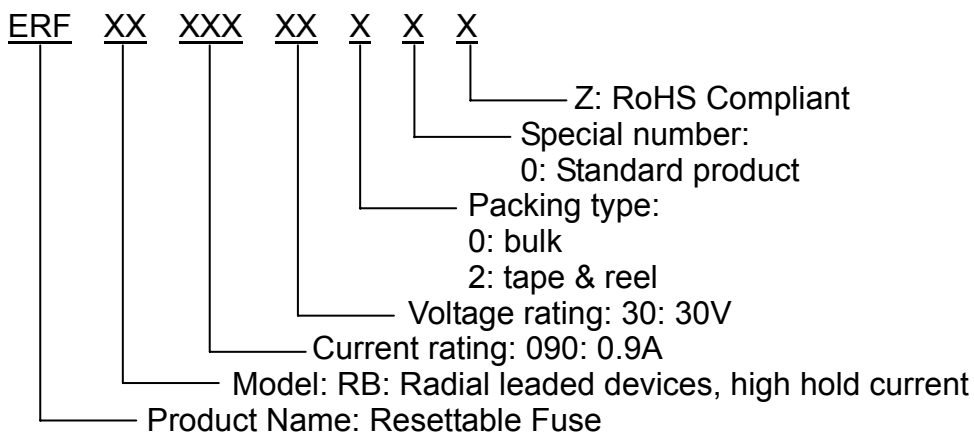 ERF XX XXX XX X X X
Z: RoHS Compliant
Special number:
0: Standard product
Packing type:
0: bulk
2: tape & reel
Voltage rating: 30: 30V
Current rating: 090: 0.9A
Model: RB: Radial leaded devices, high hold current
Product Name: Resettable Fuse